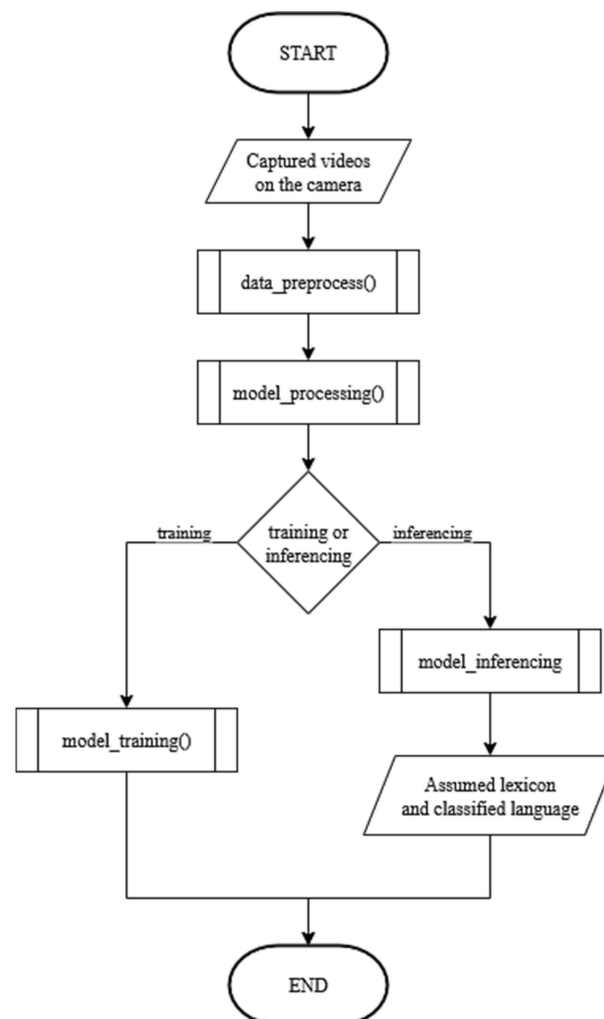 START
Captured videos
on the camera
data_preprocess()
model_processing()
training
training or
inferencing
inferencing
model_inferencing
model_training()
Assumed lexicon
and classified language
END